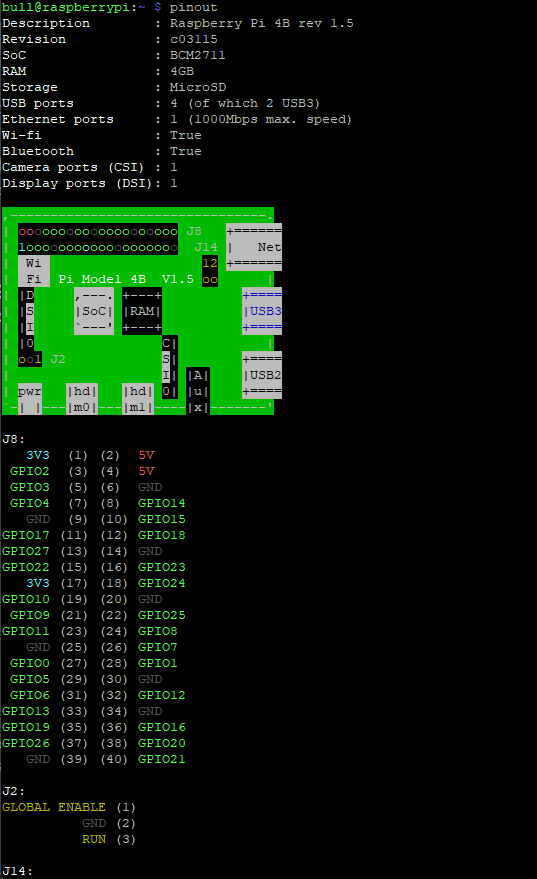 bull@raspberrypi:~ $ pinout
Description        : Raspberry Pi 4B rev 1.5
Revision           : c03115
SoC                : BCM2711
RAM                : 4GB
Storage            : MicroSD
USB ports          : 4 (of which 2 USB3)
Ethernet ports     : 1 (1000Mbps max. speed)
Wi-fi              : True
Bluetooth          : True
Camera ports (CSI) : 1
Display ports (DSI): 1

,--------------------------------.
| oooooooooooooooooooo J8   +======
| 1ooooooooooooooooooo  J14 |   Net
|  Wi                    12 +======
|  Fi  Pi Model 4B  V1.5 oo       |
| |D     ,---. +---+          +====
| |S     |SoC| |RAM|          |USB3
| |I     `---' +---+          +====
| |0                C|            |
| oo1 J2            S|        +====
|                   I| |A|    |USB2
| pwr   |hd|   |hd| 0| |u|    +====
`-| |---|m0|---|m1|----|x|-------'

J8:
   3V3  (1) (2)  5V
 GPIO2  (3) (4)  5V
 GPIO3  (5) (6)  GND
 GPIO4  (7) (8)  GPIO14
   GND  (9) (10) GPIO15
GPIO17 (11) (12) GPIO18
GPIO27 (13) (14) GND
GPIO22 (15) (16) GPIO23
   3V3 (17) (18) GPIO24
GPIO10 (19) (20) GND
 GPIO9 (21) (22) GPIO25
GPIO11 (23) (24) GPIO8
   GND (25) (26) GPIO7
 GPIO0 (27) (28) GPIO1
 GPIO5 (29) (30) GND
 GPIO6 (31) (32) GPIO12
GPIO13 (33) (34) GND
GPIO19 (35) (36) GPIO16
GPIO26 (37) (38) GPIO20
   GND (39) (40) GPIO21

J2:
GLOBAL ENABLE (1)
          GND (2)
          RUN (3)

J14: